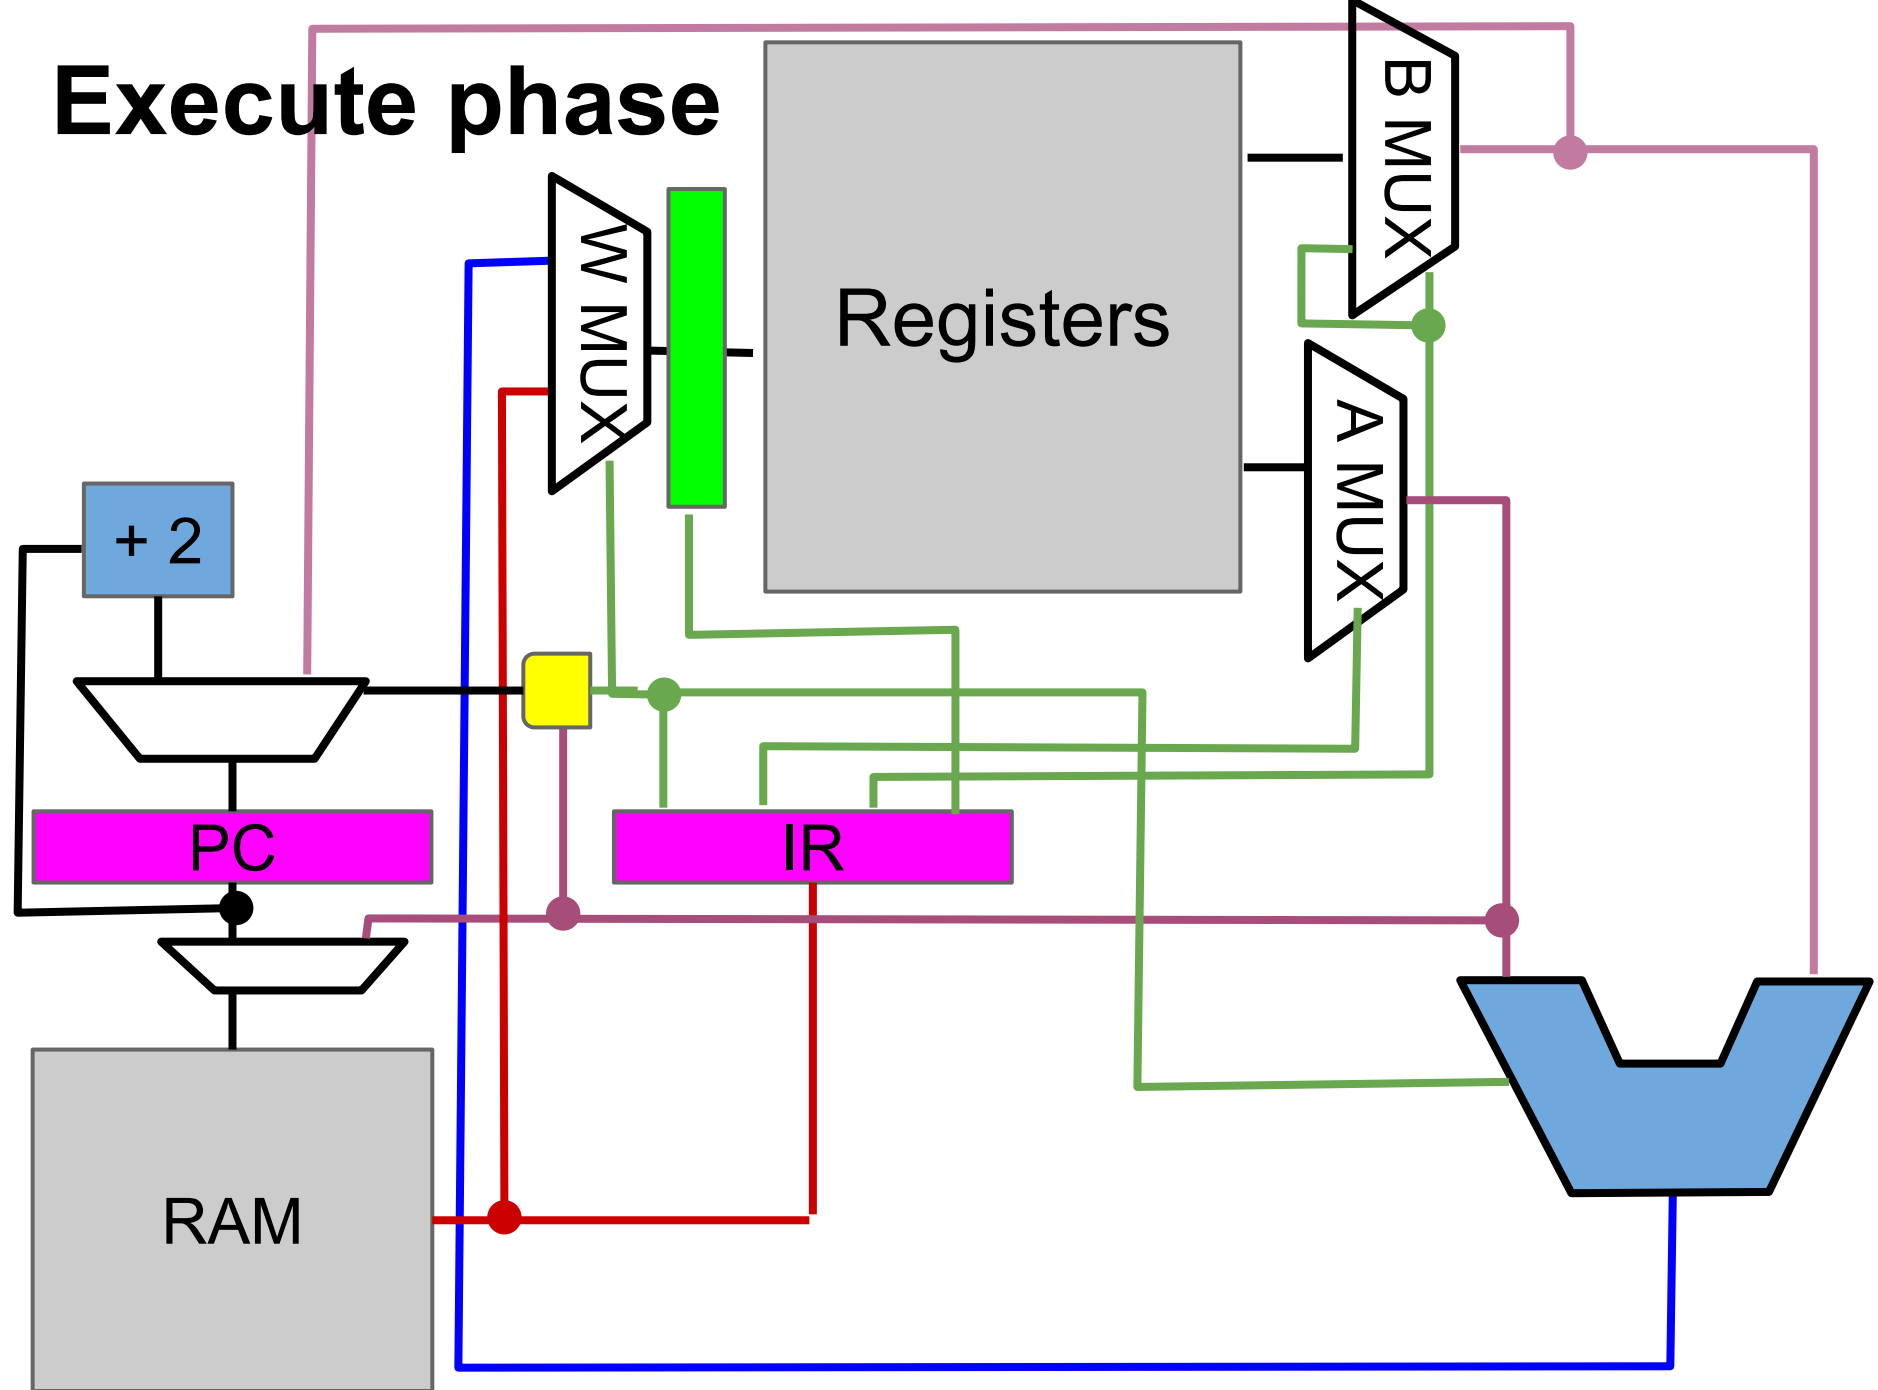 Execute phase
B MUX
W MUX
Registers
A MUX
+ 2
PC
IR
RAM